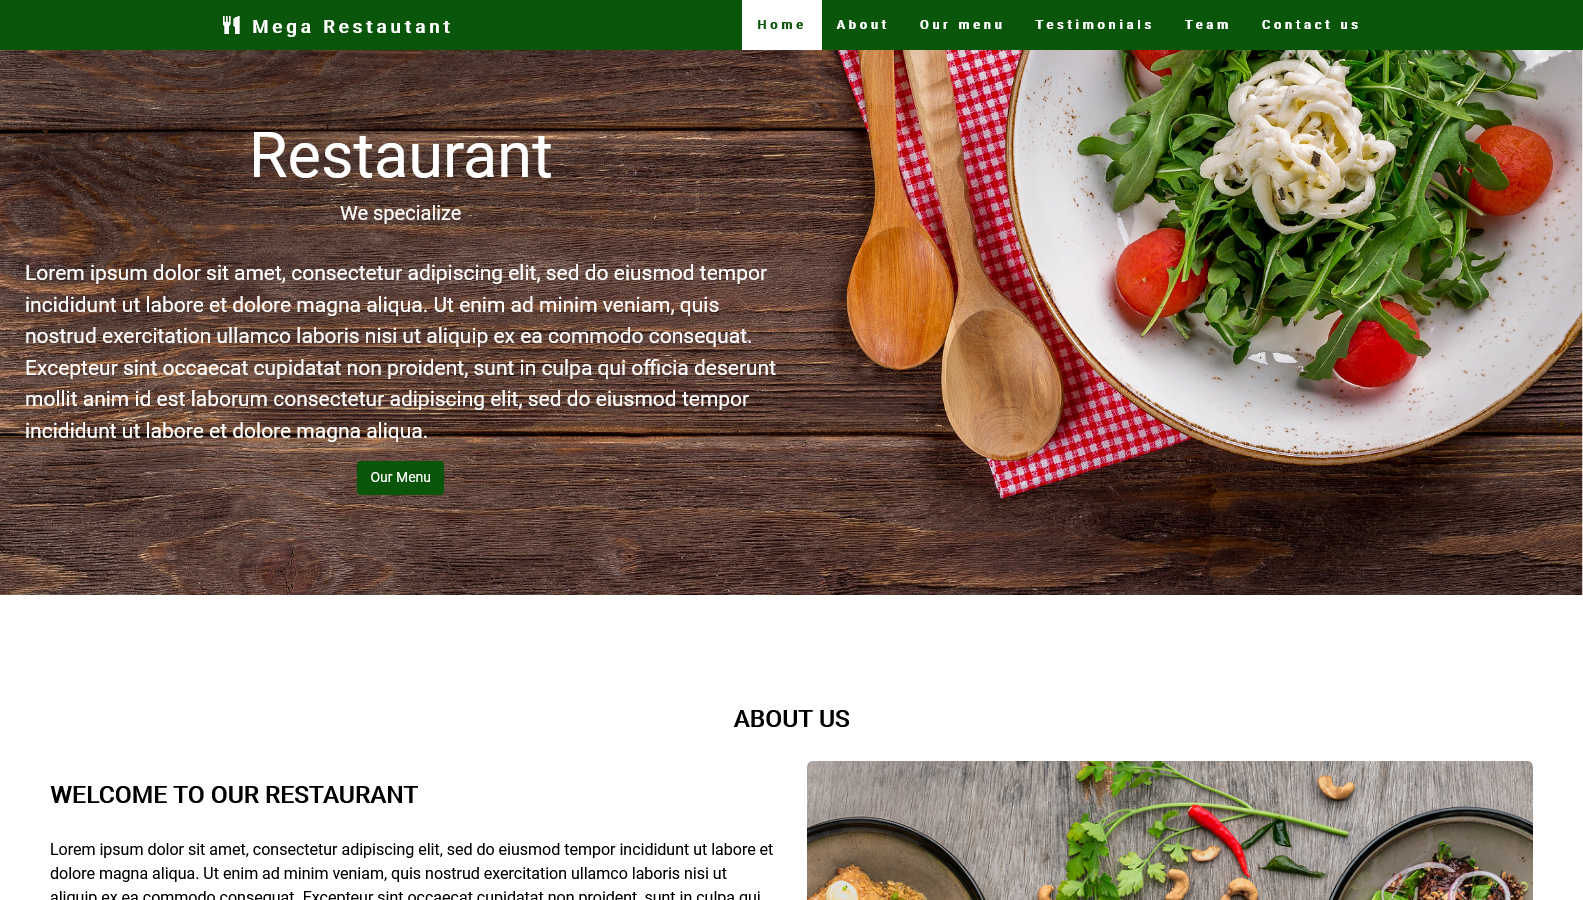 Mega Restautant
Home About Our menu Testimonials Team Contact us
Restaurant
We specialize
Lorem ipsum dolor sit amet, consectetur adipiscing elit, sed do eiusmod tempor
incididunt ut labore et dolore magna aliqua. Ut enim ad minim veniam, quis
nostrud exercitation ullamco laboris nisi ut aliquip ex ea commodo consequat.
Excepteur sint occaecat cupidatat non proident, sunt in culpa qui officia deserunt
mollit anim id est laborum consectetur adipiscing elit, sed do eiusmod tempor
incididunt ut labore et dolore magna aliqua.
Our Menu
ABOUT US
WELCOME TO OUR RESTAURANT
Lorem ipsum dolor sit amet, consectetur adipiscing elit, sed do eiusmod tempor incididunt ut labore et
dolore magna aliqua. Ut enim ad minim veniam, quis nostrud exercitation ullamco laboris nisi ut
aliquip ex ea commodo consequat. Excepteur sint occaecat cupidatat non proident, sunt in culpa qui